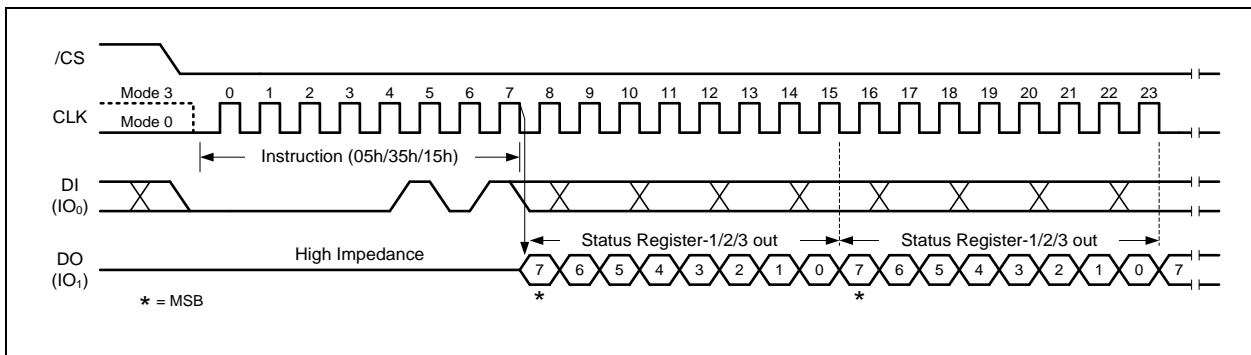 /CS
Mode 3
0 1 2 3 4 5 6 7 8 9 10 11 12 13 14 15 16 17 18 19 20 21 22 23
CLK
Mode 0
Instruction (05h/35h/15h)
DI
(IO0)
Status Register-1/2/3 out Status Register-1/2/3 out
High Impedance
DO
(IO1)
7 6 5 4 3 2 1 0 7 6 5 4 3 2 1 0 7
* *
* = MSB